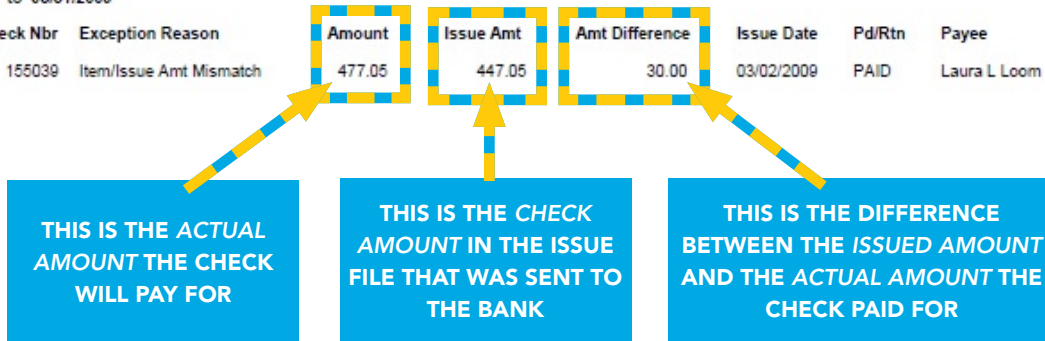 Check Nbr Exception Reason Amount Issue Amt Amt Difference Issue Date Pd/Rtn Payee
155039 Item/Issue Amt Mismatch 477.05 447.05 30.00 03/02/2009 PAID Laura L Loom
THIS IS THE ACTUAL
AMOUNT THE CHECK
WILL PAY FOR
THIS IS THE CHECK
AMOUNT IN THE ISSUE
FILE THAT WAS SENT TO
THE BANK
THIS IS THE DIFFERENCE
BETWEEN THE ISSUED AMOUNT
AND THE ACTUAL AMOUNT THE
CHECK PAID FOR